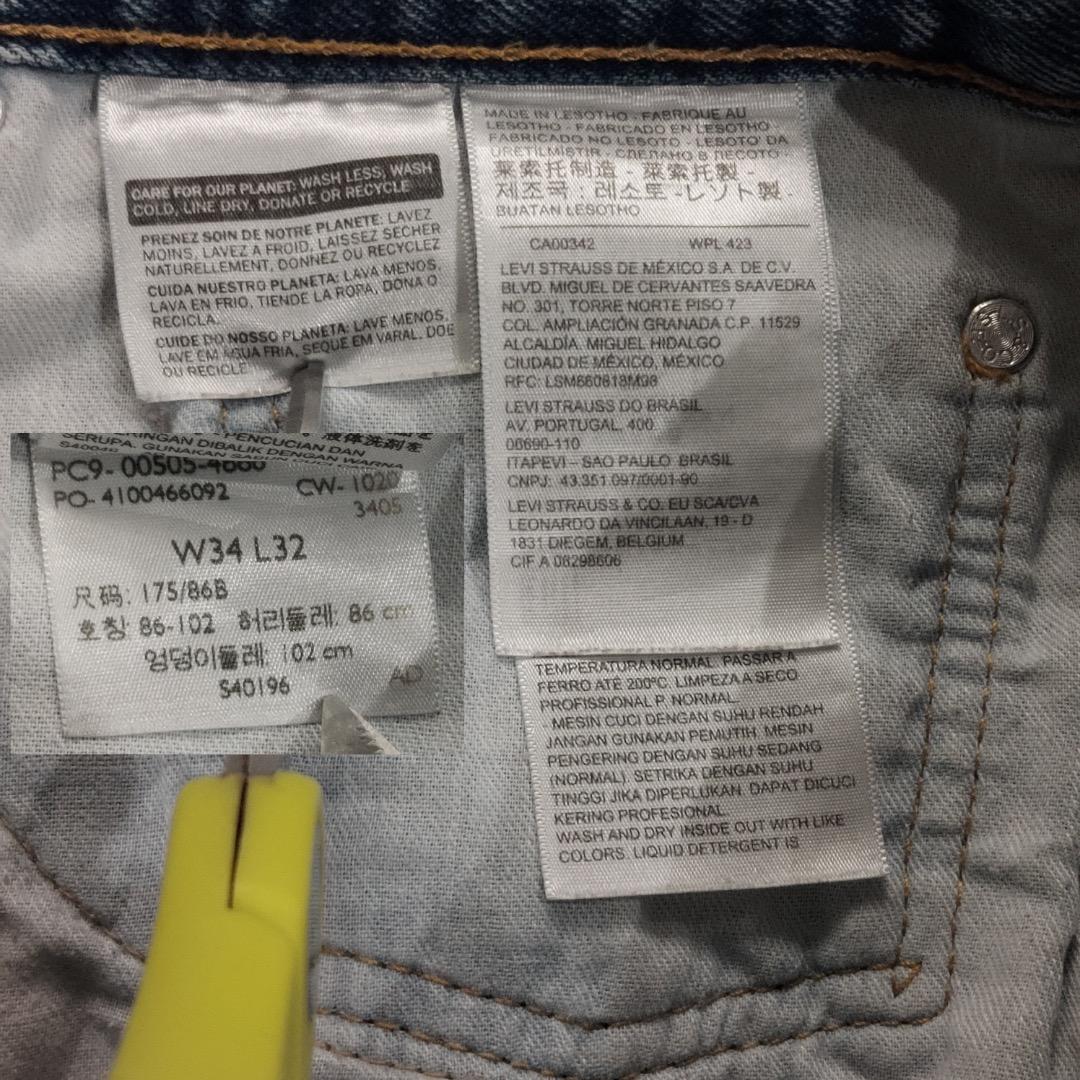 CARE FOR OUR PLANET: WASH LESS, WASH
COLD, LINE DRY, DONATE OR RECYCLE
PRENEZ SOIN DE NOTRE PLANETE: LAVEZ
MOINS, LAVEZ A FROID, LAISSEZ SECHER
NATURELLEMENT, DONNEZ OU RECYCLEZ
CUIDA NUESTRO PLANETA: LAVA MENOS,
LAVA EN FRIO, TIENDE LA ROPA, DONA O
RECICLA.
CUIDE DO NOSSO PLANETA: LAVE MENOS,
LAVE EM ÁGUA FRIA, SEQUE EM VARAL. DOE
OU RECICLE
MADE IN LESOTHO - FABRIQUE AU
LESOTHO - FABRICADO EN LESOTHO
FABRICADO NO LESOTO - LESOTO' DA
ÜRETILMISTIR - СДЕЛАНО В ЛЕСОТО -
莱索托制造 - 萊索托製 -
제조국 : 레소토 -レソト製
BUATAN LESOTHO
CA00342 WPL 423
LEVI STRAUSS DE MÉXICO S.A. DE C.V.
BLVD. MIGUEL DE CERVANTES SAAVEDRA
NO. 301, TORRE NORTE PISO 7
COL. AMPLIACIÓN GRANADA C.P. 11529
ALCALDÍA. MIGUEL HIDALGO
CIUDAD DE MÉXICO, MÉXICO
RFC: LSM660818M98
LEVI STRAUSS DO BRASIL
AV. PORTUGAL, 400
06690-110
ITAPEVI – SAO PAULO BRASIL
CNPJ: 43.351.097/0001-90
LEVI STRAUSS & CO. EU SCA/CVA
LEONARDO DA VINCILAAN, 19 - D
1831 DIEGEM, BELGIUM
CIF A 08298606
PENCUCIAN DAN
SERUPA. GUNAKAN
PC9- 00505-4660
PO- 4100466092 CW- 1020
3405
W34 L32
尺码: 175/86B
호칭: 86-102 허리둘레: 86 cm
엉덩이둘레: 102 cm
S40196 AD
TEMPERATURA NORMAL. PASSAR A
FERRO ATÉ 200ºC. LIMPEZA A SECO
PROFISSIONAL P. NORMAL.
MESIN CUCI DENGAN SUHU RENDAH
JANGAN GUNAKAN PEMUTIH. MESIN
PENGERING DENGAN SUHU SEDANG
(NORMAL). SETRIKA DENGAN SUHU
TINGGI JIKA DIPERLUKAN. DAPAT DICUCI
KERING PROFESIONAL
WASH AND DRY INSIDE OUT WITH LIKE
COLORS. LIQUID DETERGENT IS